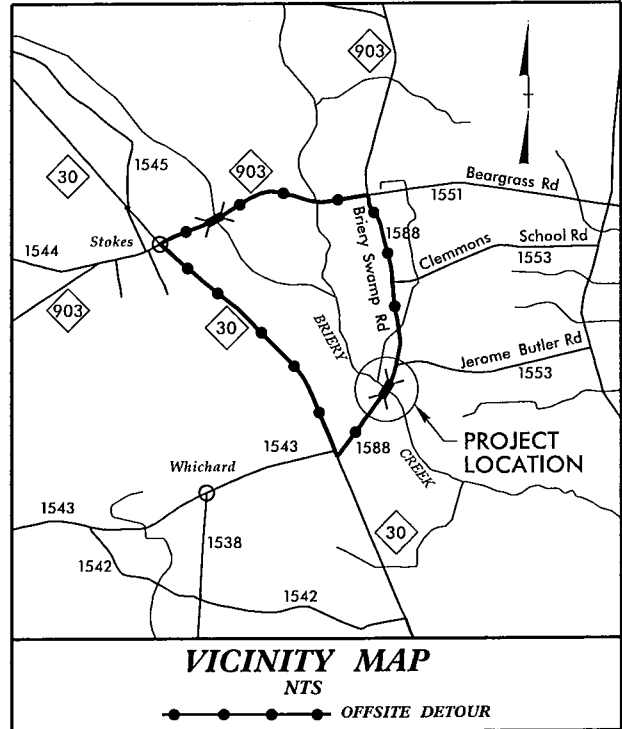 903
30
1545
903
Beargrass Rd
1551
Stokes
1544
Briery Swamp Rd
1588
Clemmons School Rd
1553
903
30
BRIERY
Jerome Butler Rd
1553
PROJECT
LOCATION
1543
1588
Whichard
CREEK
1543
30
1538
1542
1542
VICINITY MAP
NTS
OFFSITE DETOUR